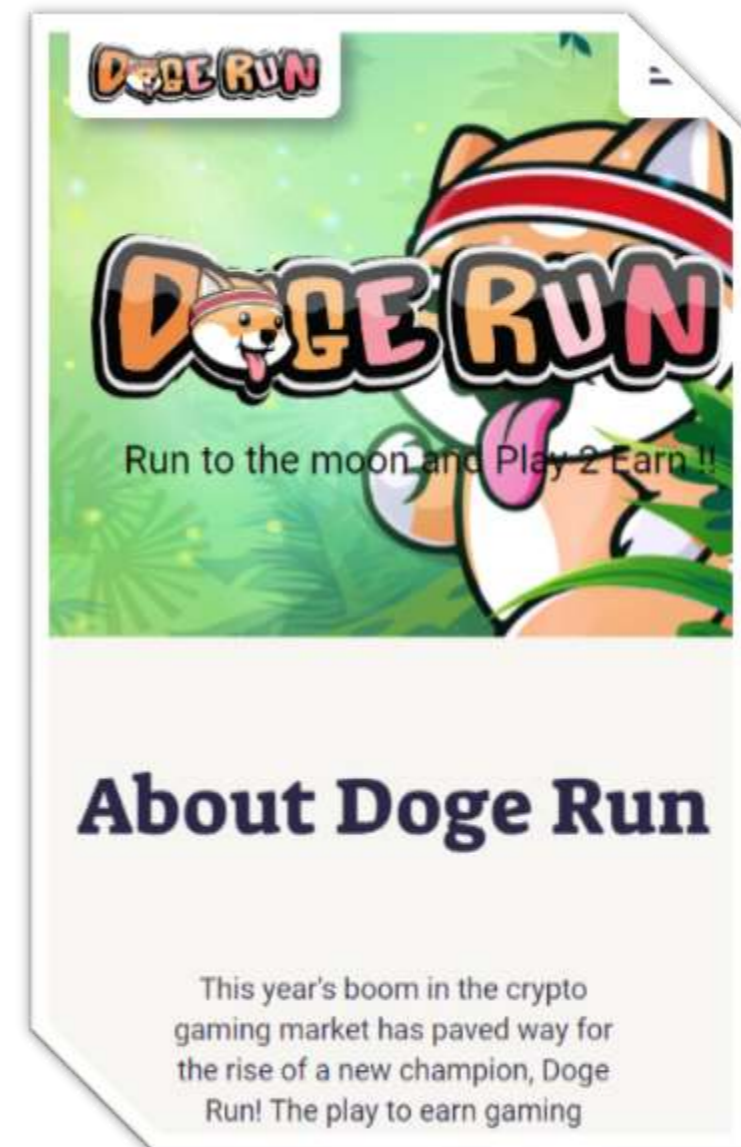 DOGE RUN
DOGE RUN
Run to the moon and Play 2 Earn !!
About Doge Run
This year's boom in the crypto
gaming market has paved way for
the rise of a new champion, Doge
Run! The play to earn gaming